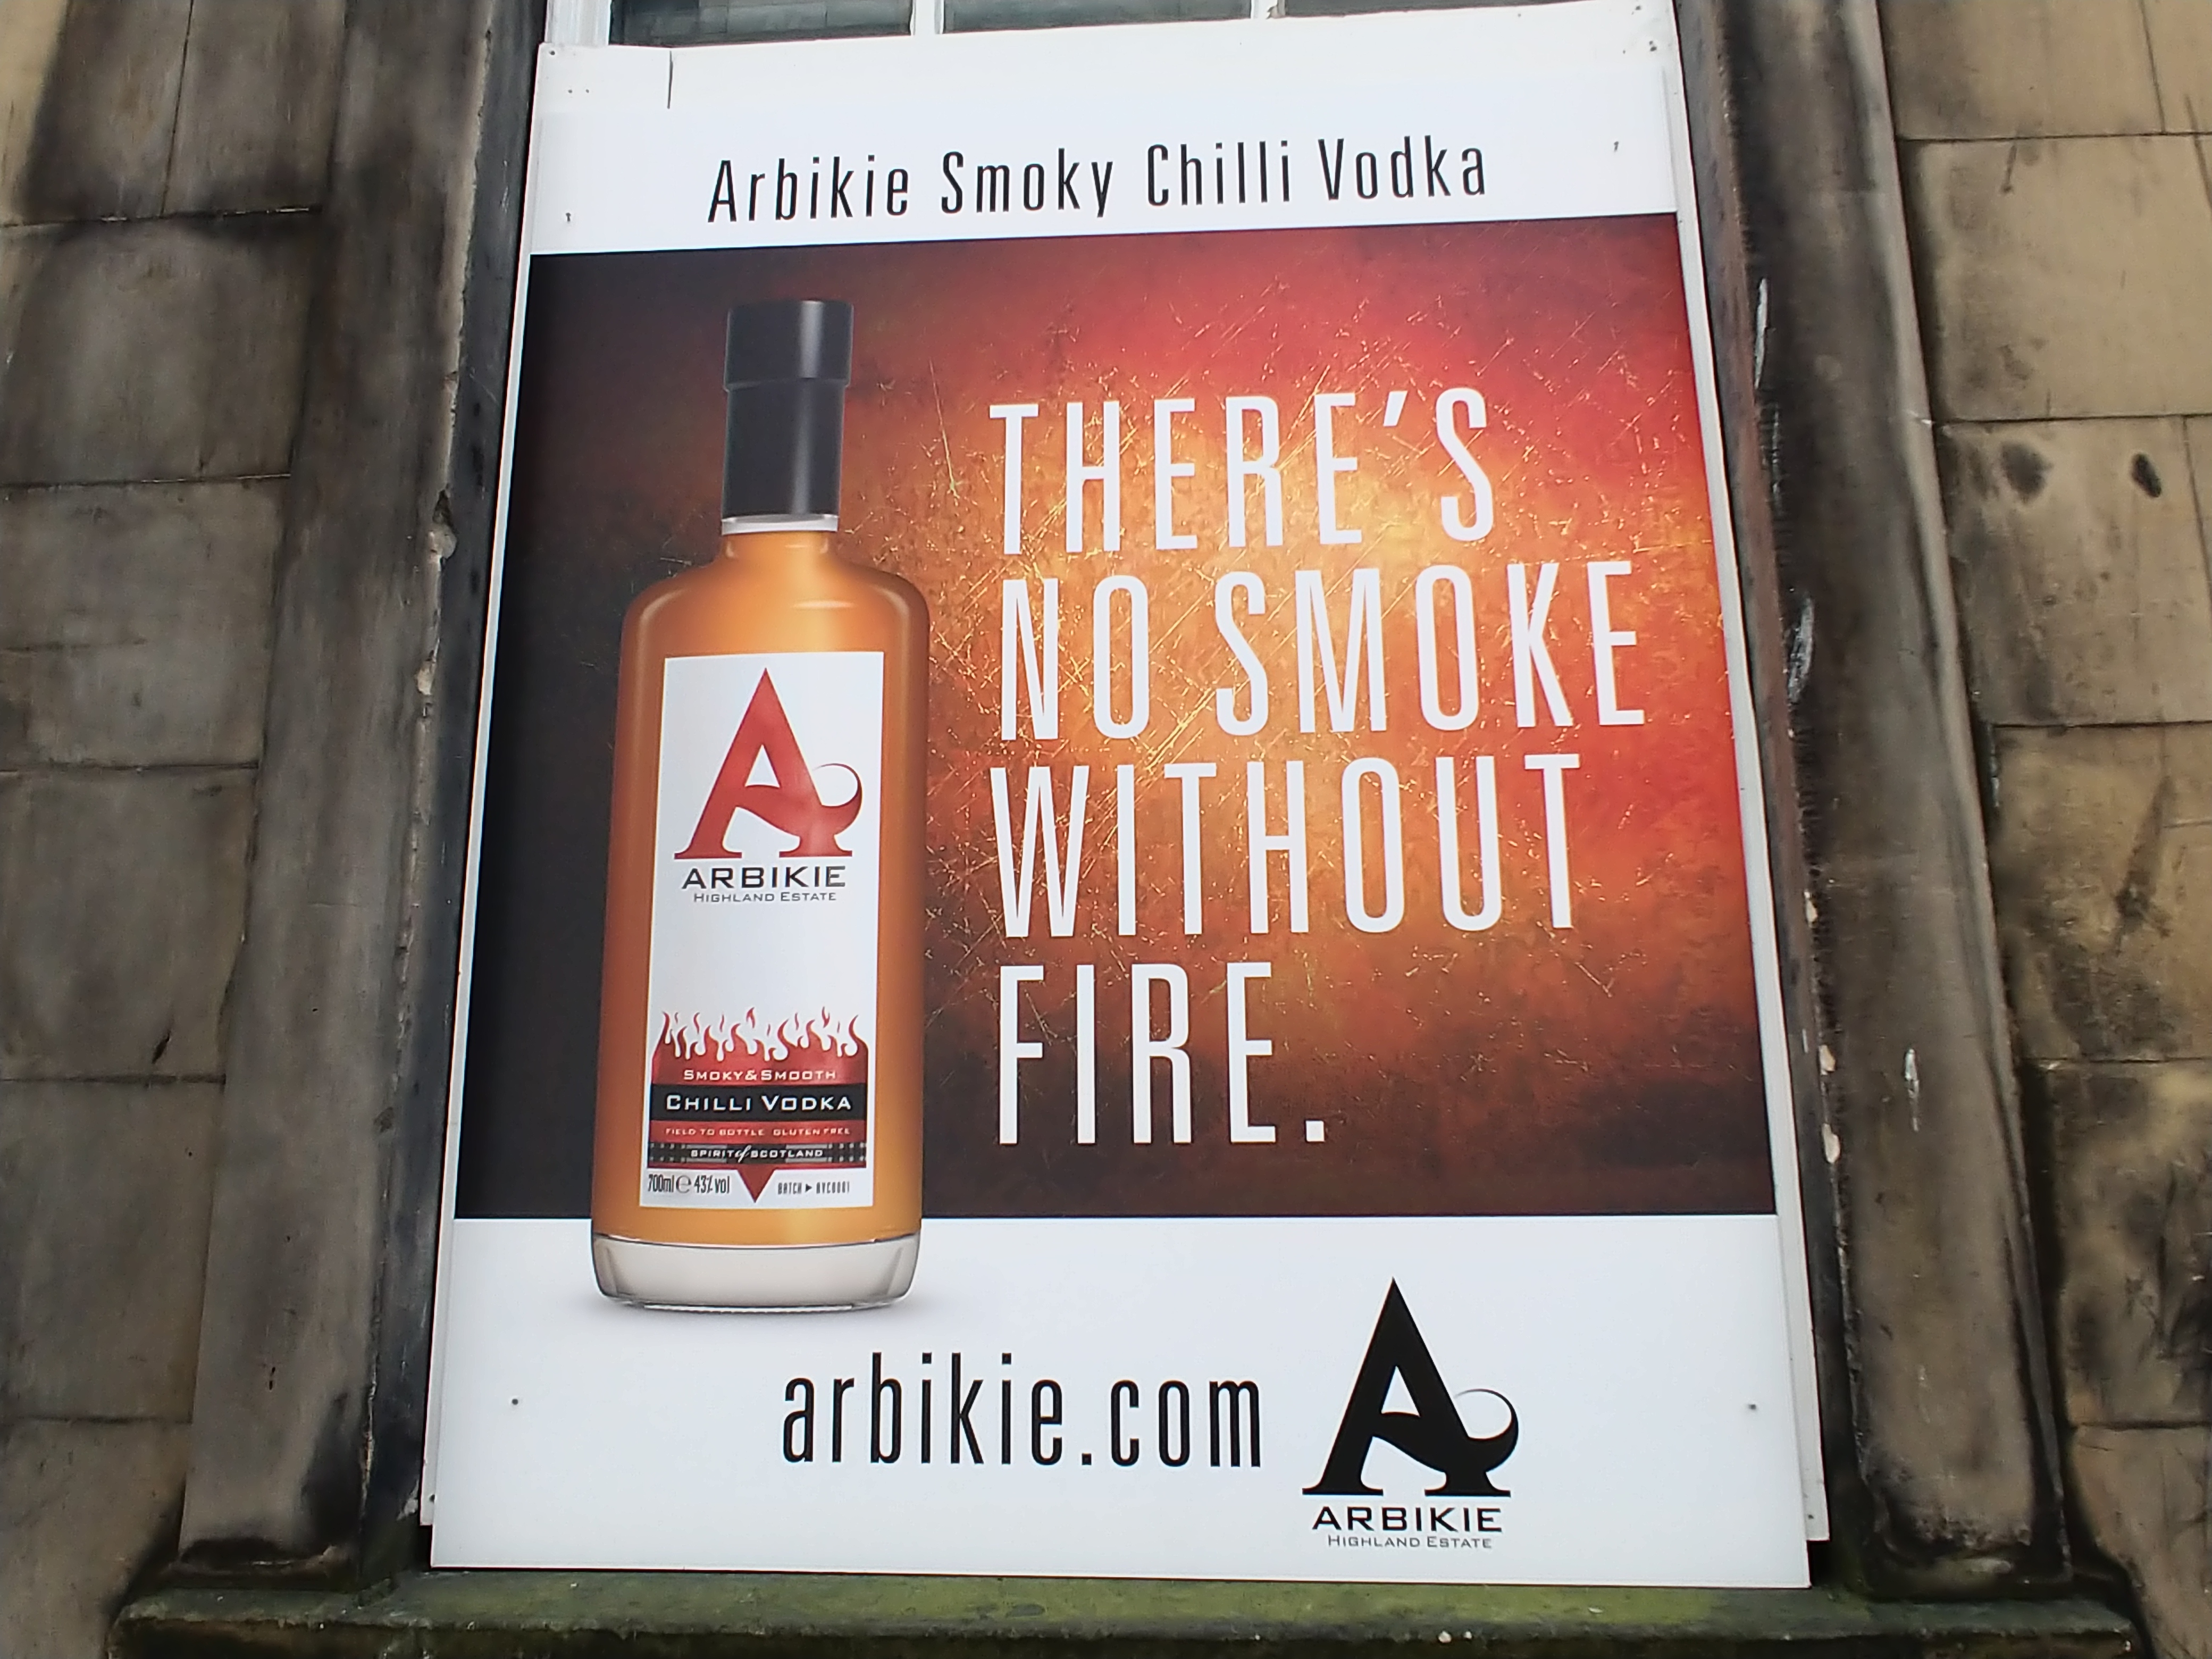 Arbikie Smoky Chilli Vodka
THERE'S
NO SMOKE
WITHOUT
FIRE.
A
ARBIKIE
HIGHLAND ESTATE
SMOKY & SMOOTH
CHILLI VODKA
FIELD TO BOTTLE GLUTEN FREE
SPIRIT of SCOTLAND
700ml e 43% vol
BATCH ▶
arbikie.com
A
ARBIKIE
HIGHLAND ESTATE